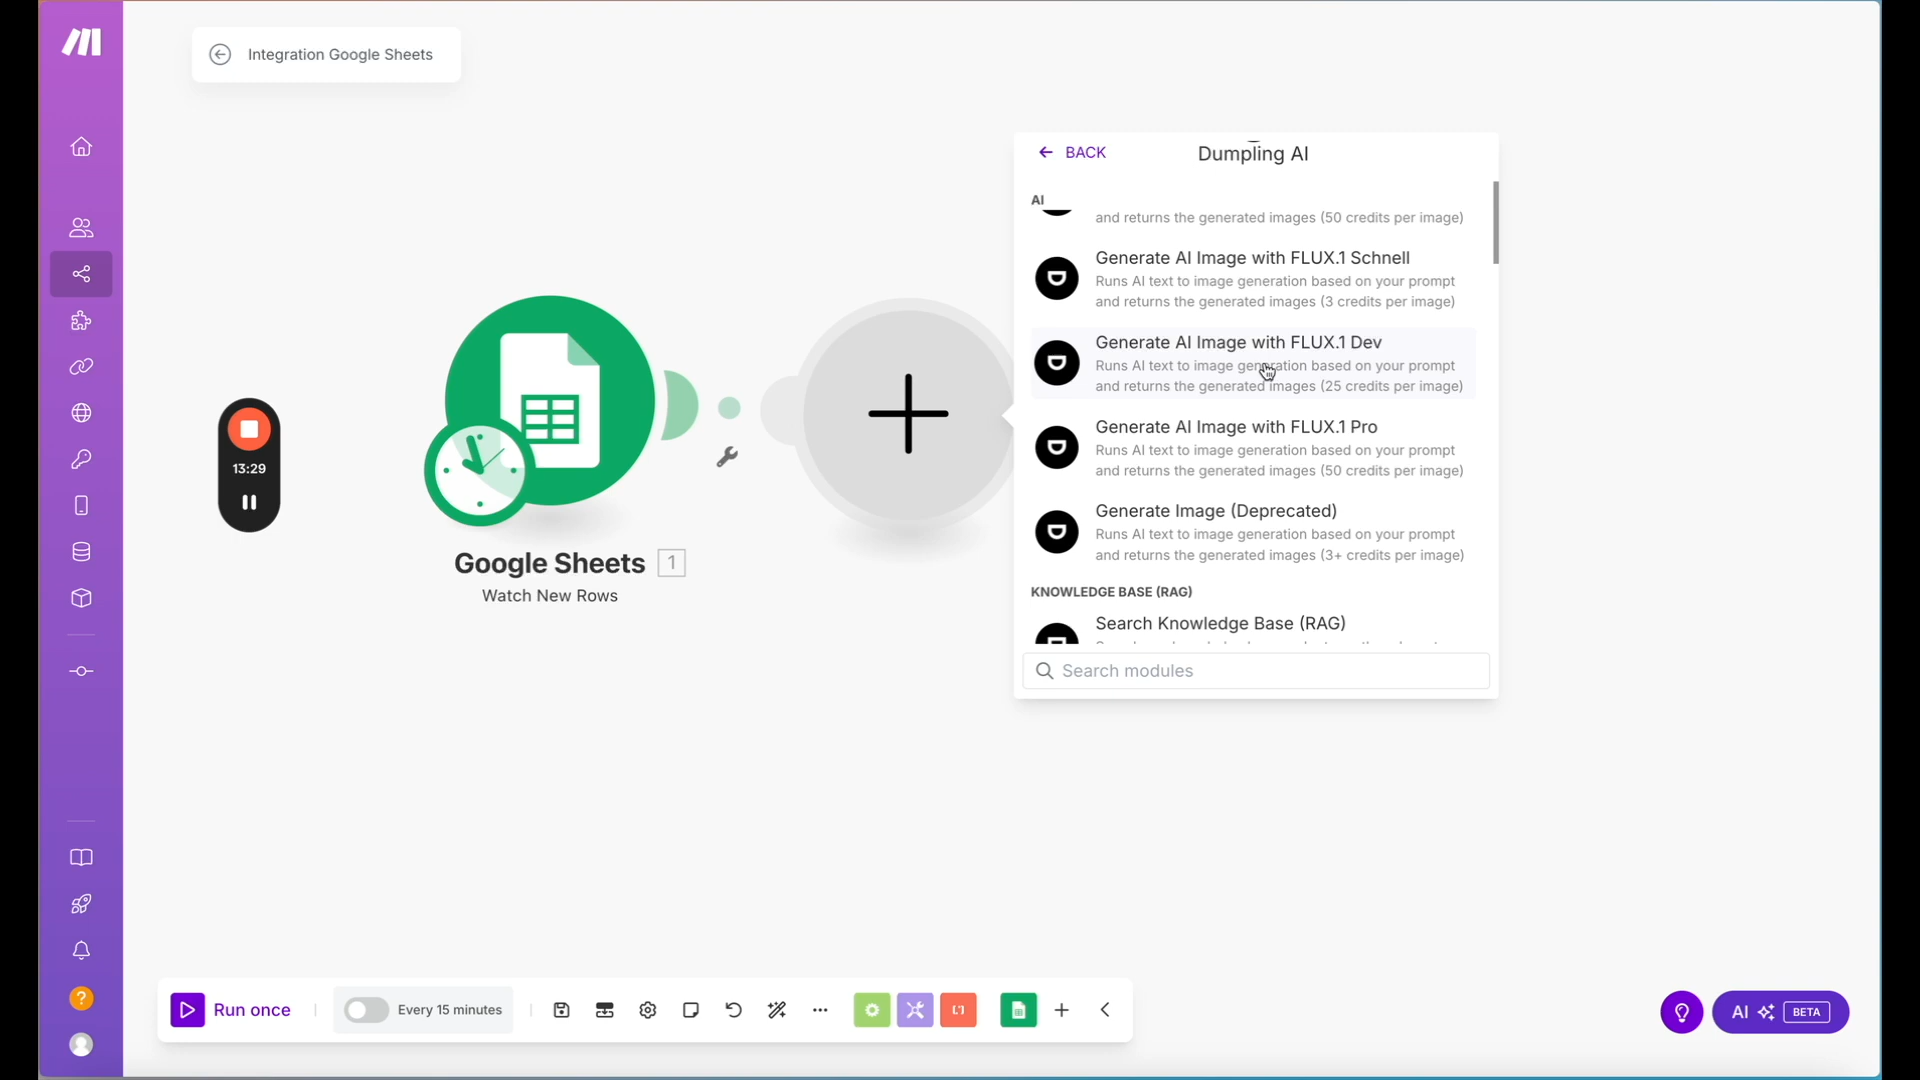 Integration Google Sheets
13:29
Google Sheets 1
Watch New Rows
BACK
Dumpling AI
AI
and returns the generated images (50 credits per image)
Generate AI Image with FLUX.1 Schnell
Runs AI text to image generation based on your prompt
and returns the generated images (3 credits per image)
Generate AI Image with FLUX.1 Dev
Runs AI text to image generation based on your prompt
and returns the generated images (25 credits per image)
Generate AI Image with FLUX.1 Pro
Runs AI text to image generation based on your prompt
and returns the generated images (50 credits per image)
Generate Image (Deprecated)
Runs AI text to image generation based on your prompt
and returns the generated images (3+ credits per image)
KNOWLEDGE BASE (RAG)
Search Knowledge Base (RAG)
Search modules
?
Run once
Every 15 minutes
AI BETA